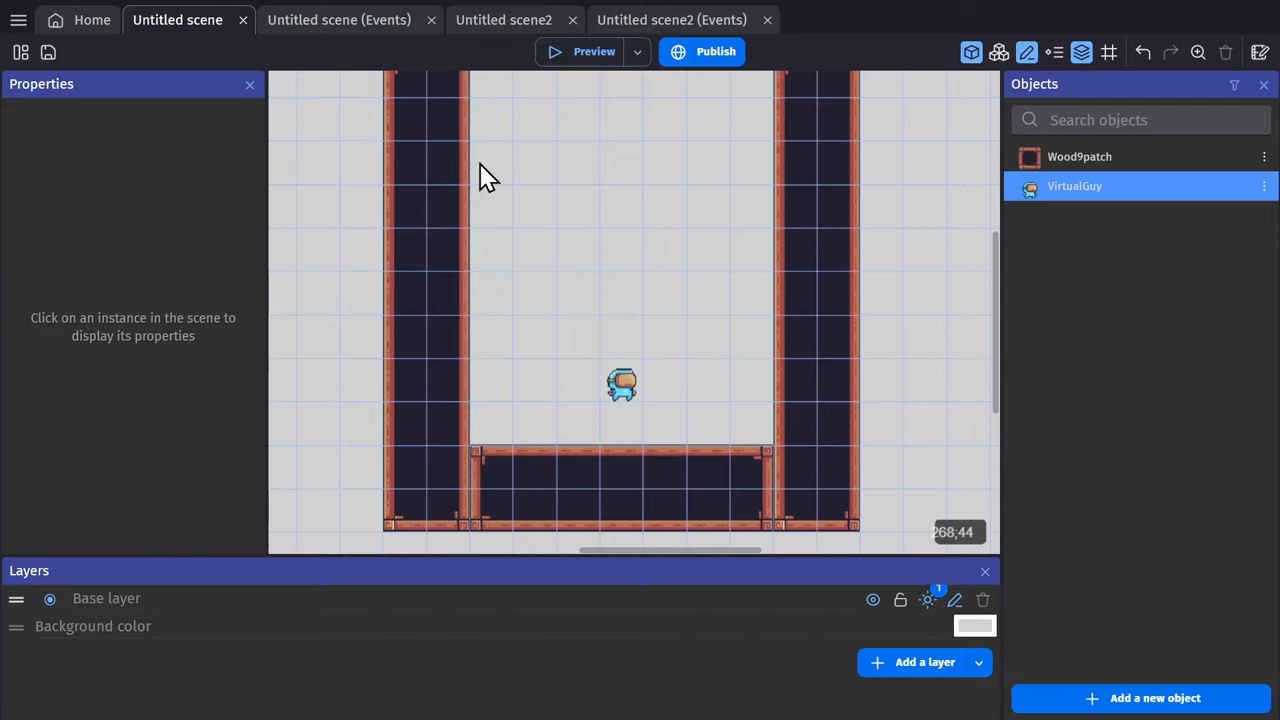 Home
Untitled scene
Untitled scene (Events)
Untitled scene2
Untitled scene2 (Events)
Preview
Publish
Properties
Objects
Search objects
Wood9patch
VirtualGuy
Click on an instance in the scene to
display its properties
268;44
Layers
Base layer
1
Background color
Add a layer
Add a new object